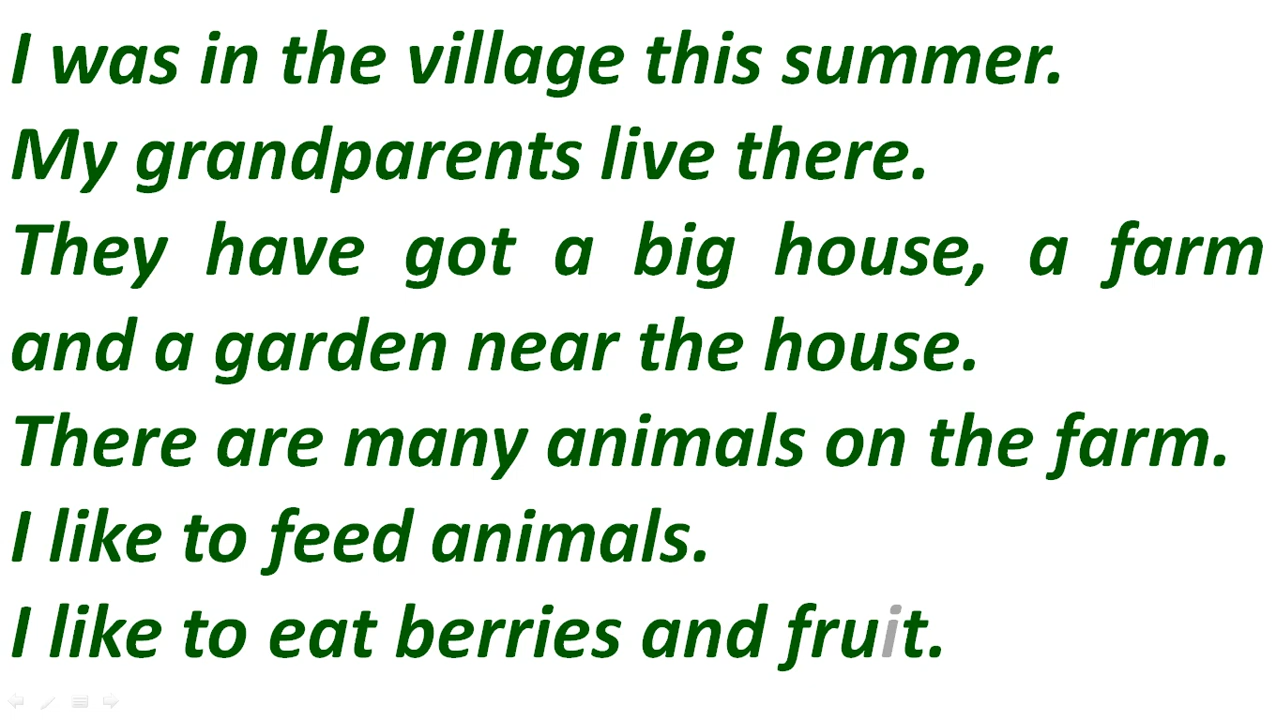 I was in the village this summer.
My grandparents live there.
They have got a big house, a farm
and a garden near the house.
There are many animals on the farm.
I like to feed animals.
I like to eat berries and fruit.